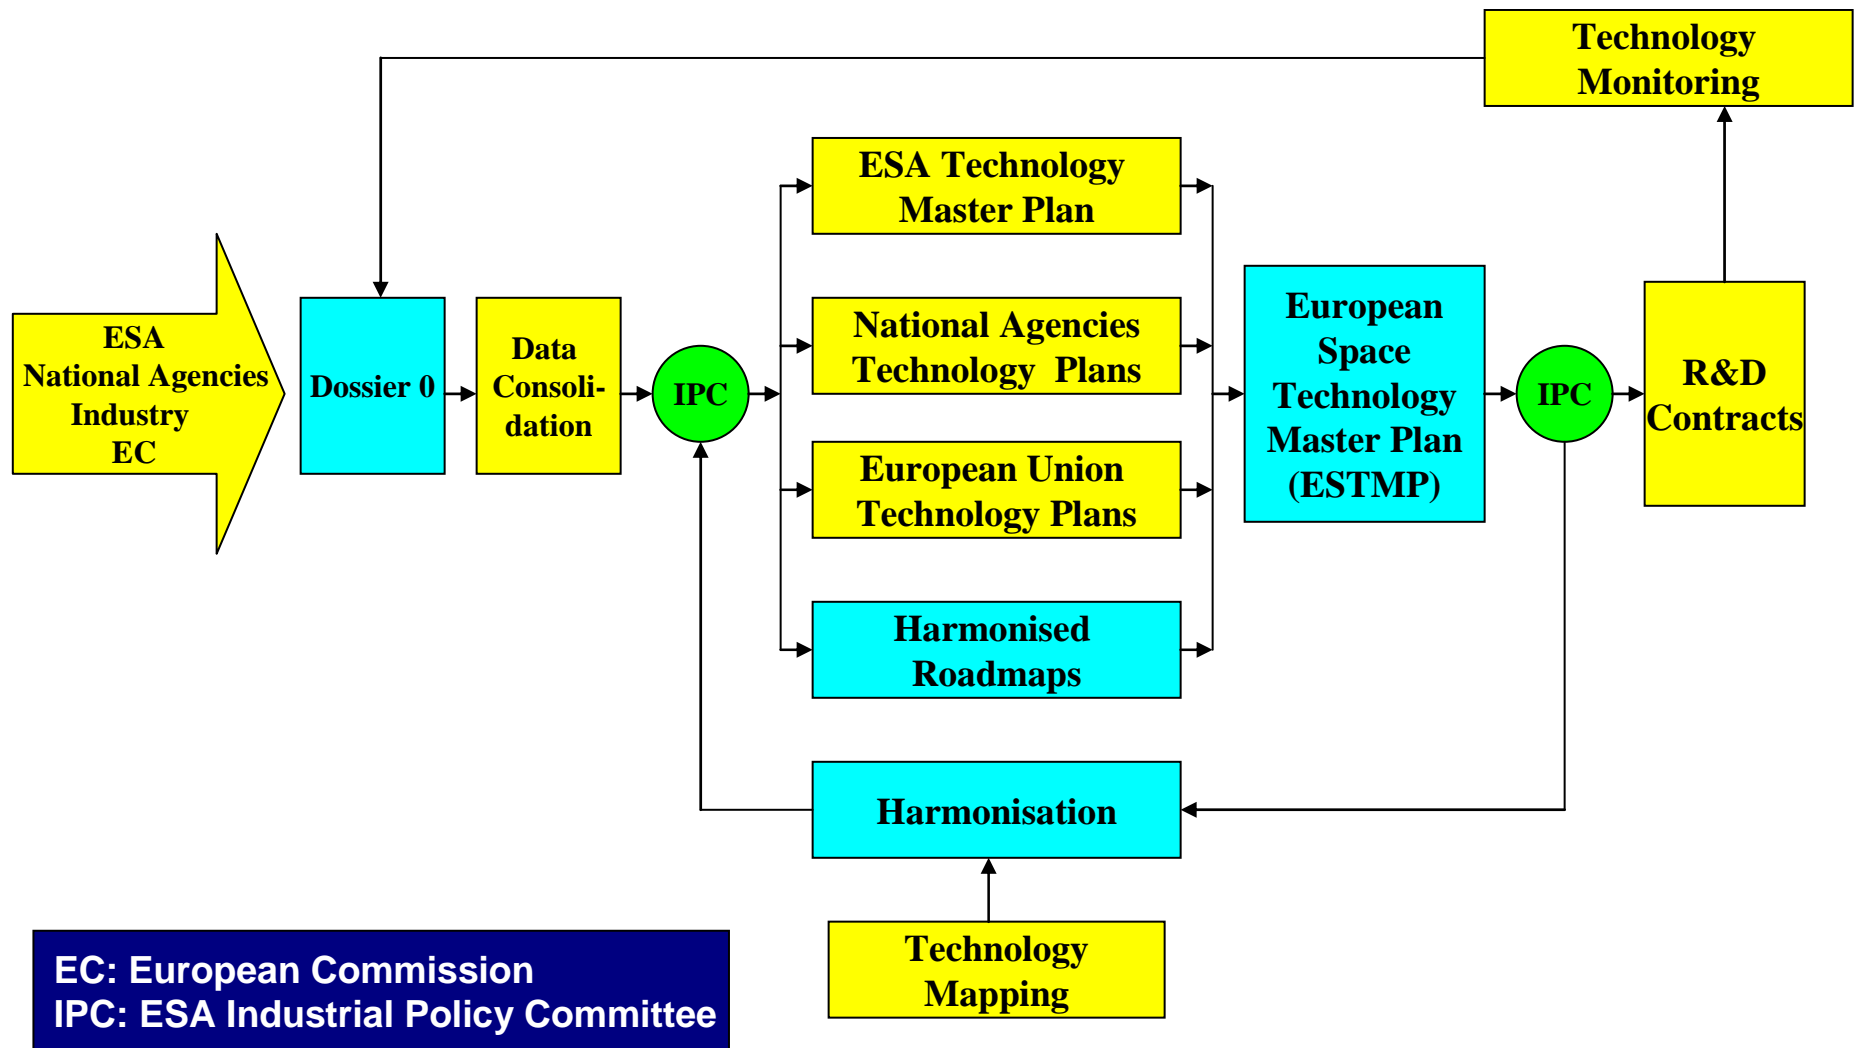 Technology
Monitoring
ESA Technology
Master Plan
National Agencies
Technology Plans
European Union
Technology Plans
Harmonised
Roadmaps
ESA
National Agencies
Industry
EC
Dossier 0
Data
Consoli-
dation
IPC
European
Space
Technology
Master Plan
(ESTMP)
IPC
R&D
Contracts
Harmonisation
Technology
Mapping
EC: European Commission
IPC: ESA Industrial Policy Committee